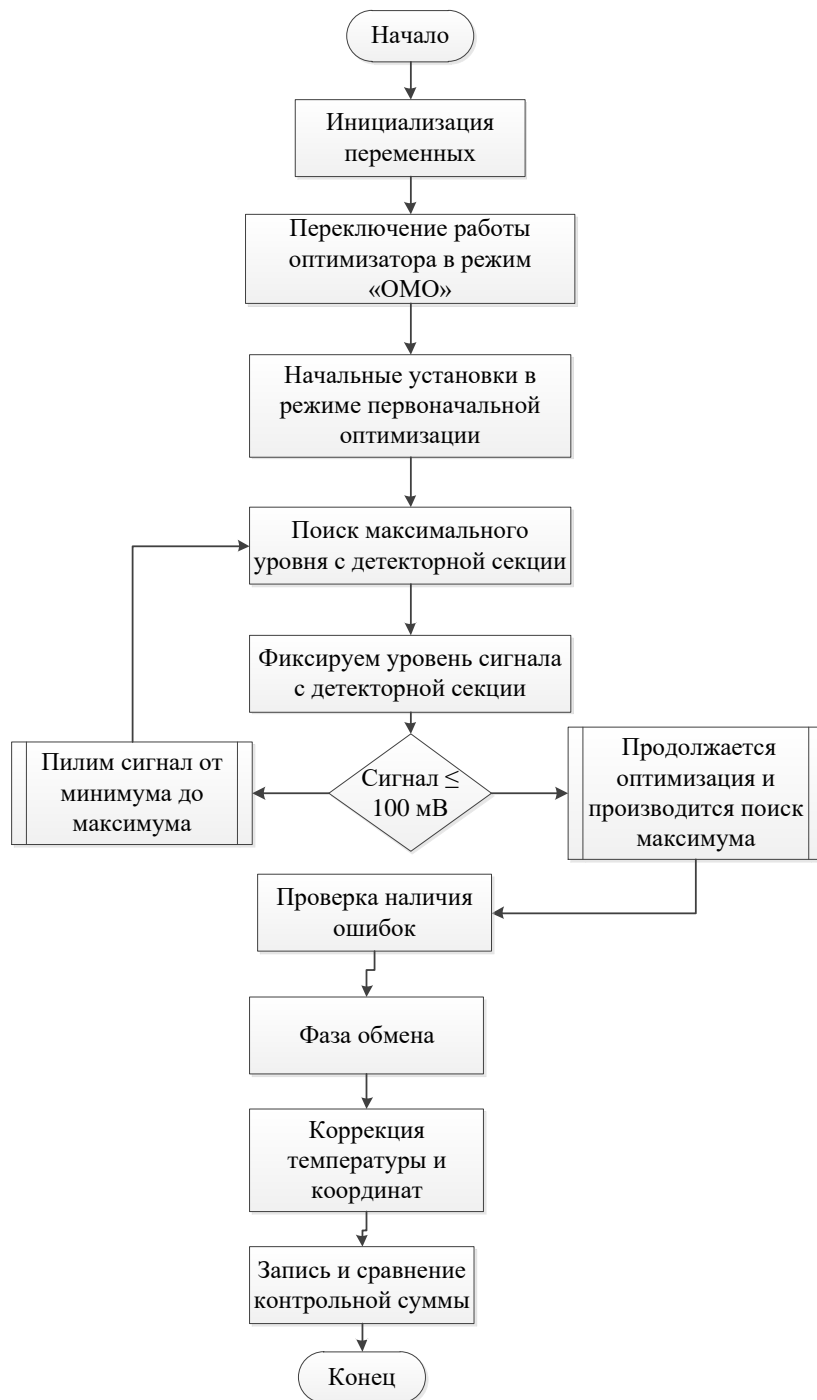 Начало
Инициализация
переменных
Переключение работы
оптимизатора в режим
«ОМО»
Начальные установки в
режиме первоначальной
оптимизации
Поиск максимального
уровня с детекторной секции
Фиксируем уровень сигнала
с детекторной секции
Пилим сигнал от
минимума до
максимума
Сигнал ≤
100 мВ
Продолжается
оптимизация и
производится поиск
максимума
Проверка наличия
ошибок
Фаза обмена
Коррекция
температуры и
координат
Запись и сравнение
контрольной суммы
Конец